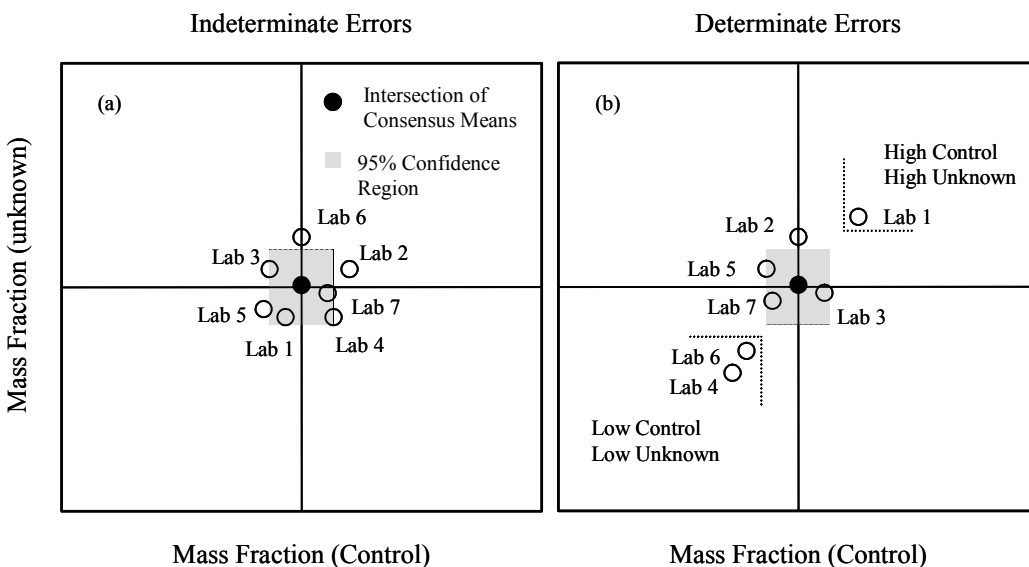 Indeterminate Errors
Determinate Errors
Mass Fraction (unknown)
(a)
Intersection of
Consensus Means
95% Confidence
Region
Lab 6
Lab 3
Lab 2
Lab 5
Lab 7
Lab 1
Lab 4
Mass Fraction (Control)
(b)
High Control
High Unknown
Lab 1
Lab 2
Lab 5
Lab 7
Lab 3
Lab 6
Lab 4
Low Control
Low Unknown
Mass Fraction (Control)